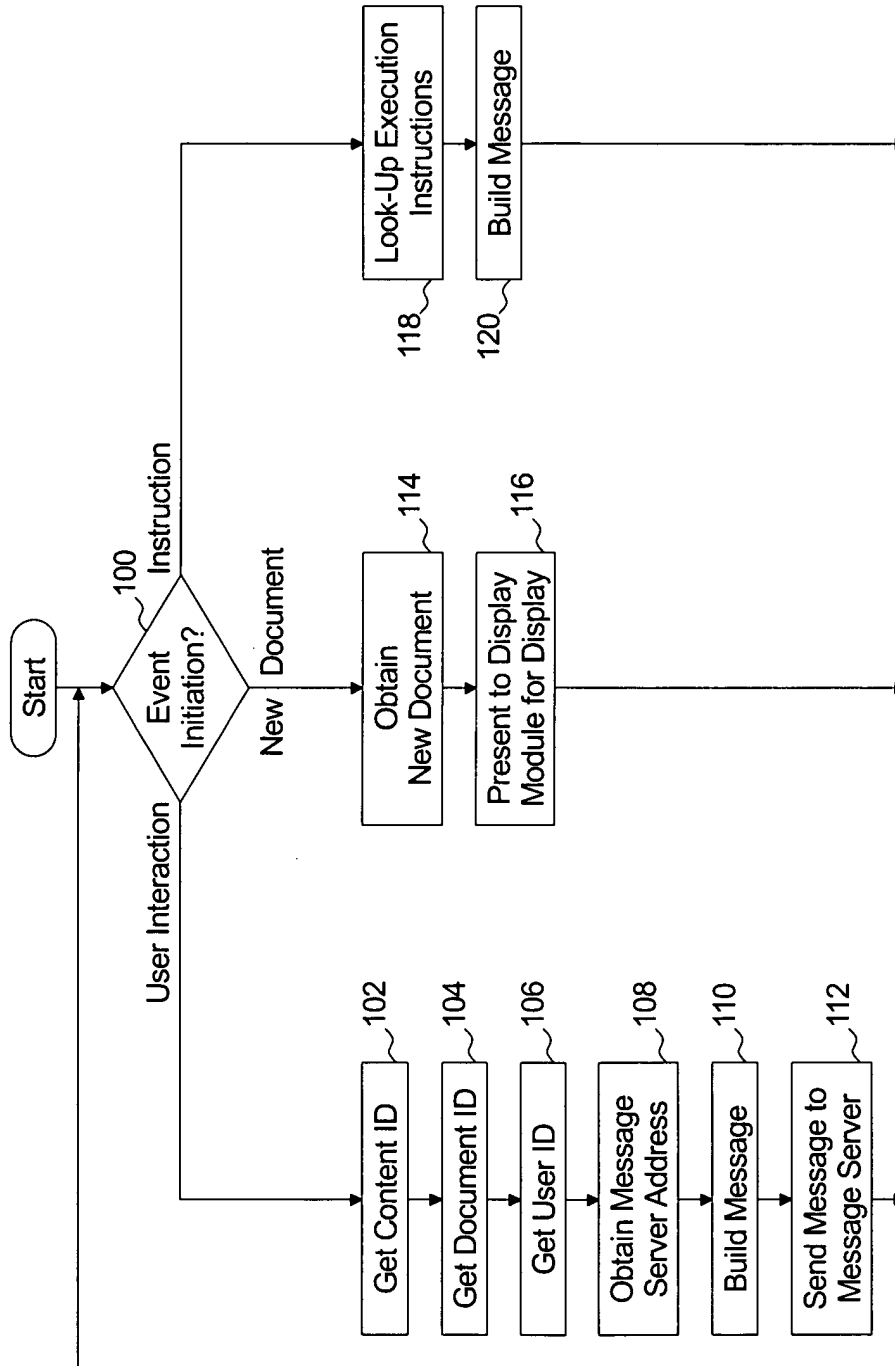 Start
100
Event
Initiation?
User Interaction
New Document
Instruction
Get Content ID
102
Get Document ID
104
Get User ID
106
Obtain Message
Server Address
108
Build Message
110
Send Message to
Message Server
112
Obtain
New Document
114
Present to Display
Module for Display
116
Look-Up Execution
Instructions
118
Build Message
120